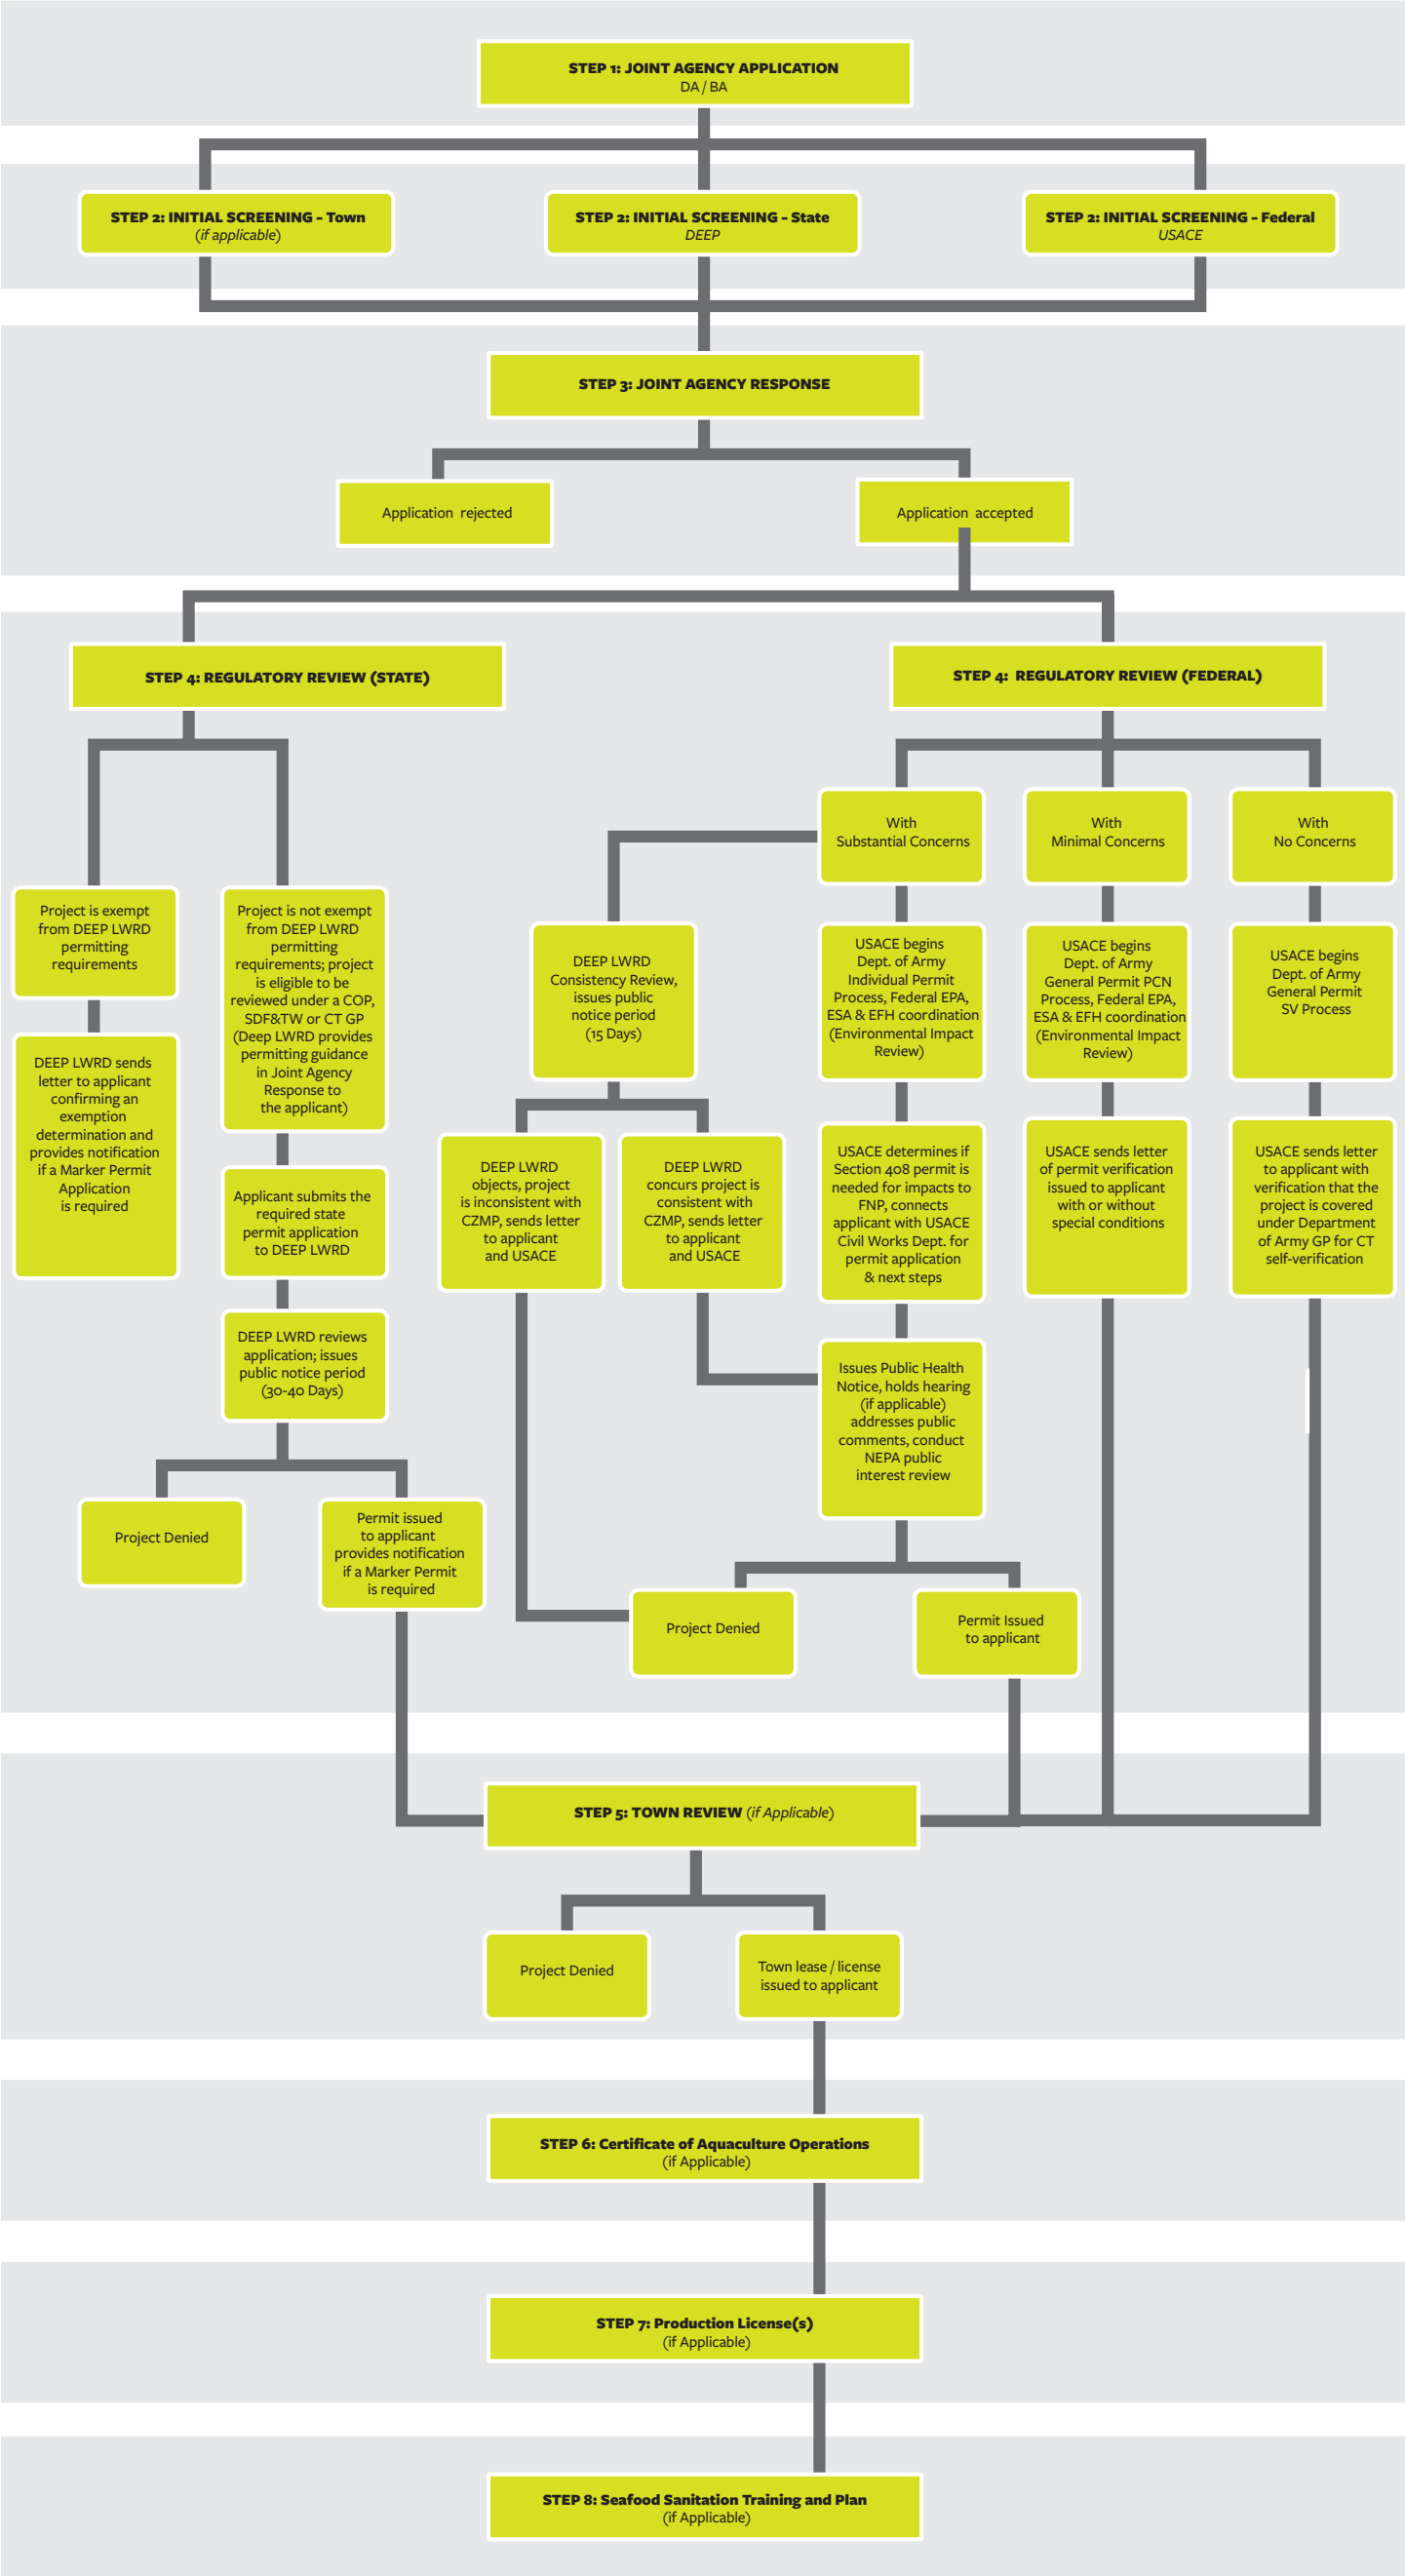 STEP 1: JOINT AGENCY APPLICATION
DA / BA
STEP 2: INITIAL SCREENING – Town
(if applicable)
STEP 2: INITIAL SCREENING – State
DEEP
STEP 2: INITIAL SCREENING – Federal
USACE
STEP 3: JOINT AGENCY RESPONSE
Application rejected
Application accepted
STEP 4: REGULATORY REVIEW (STATE)
STEP 4: REGULATORY REVIEW (FEDERAL)
With
Substantial Concerns
With
Minimal Concerns
With
No Concerns
Project is exempt
from DEEP LWRD
permitting
requirements
Project is not exempt
from DEEP LWRD
permitting
requirements; project
is eligible to be
reviewed under a COP,
SDF&TW or CT GP
(Deep LWRD provides
permitting guidance
in Joint Agency
Response to
the applicant)
DEEP LWRD
Consistency Review,
issues public
notice period
(15 Days)
USACE begins
Dept. of Army
Individual Permit
Process, Federal EPA,
ESA & EFH coordination
(Environmental Impact
Review)
USACE begins
Dept. of Army
General Permit PCN
Process, Federal EPA,
ESA & EFH coordination
(Environmental Impact
Review)
USACE begins
Dept. of Army
General Permit
SV Process
DEEP LWRD sends
letter to applicant
confirming an
exemption
determination and
provides notification
if a Marker Permit
Application
is required
Applicant submits the
required state
permit application
to DEEP LWRD
DEEP LWRD
objects, project
is inconsistent with
CZMP, sends letter
to applicant
and USACE
DEEP LWRD
concurs project is
consistent with
CZMP, sends letter
to applicant
and USACE
USACE determines if
Section 408 permit is
needed for impacts to
FNP, connects
applicant with USACE
Civil Works Dept. for
permit application
& next steps
USACE sends letter
of permit verification
issued to applicant
with or without
special conditions
USACE sends letter
to applicant with
verification that the
project is covered
under Department
of Army GP for CT
self-verification
DEEP LWRD reviews
application; issues
public notice period
(30-40 Days)
Issues Public Health
Notice, holds hearing
(if applicable)
addresses public
comments, conduct
NEPA public
interest review
Project Denied
Permit issued
to applicant
provides notification
if a Marker Permit
is required
Project Denied
Permit Issued
to applicant
STEP 5: TOWN REVIEW (if Applicable)
Project Denied
Town lease / license
issued to applicant
STEP 6: Certificate of Aquaculture Operations
(if Applicable)
STEP 7: Production License(s)
(if Applicable)
STEP 8: Seafood Sanitation Training and Plan
(if Applicable)